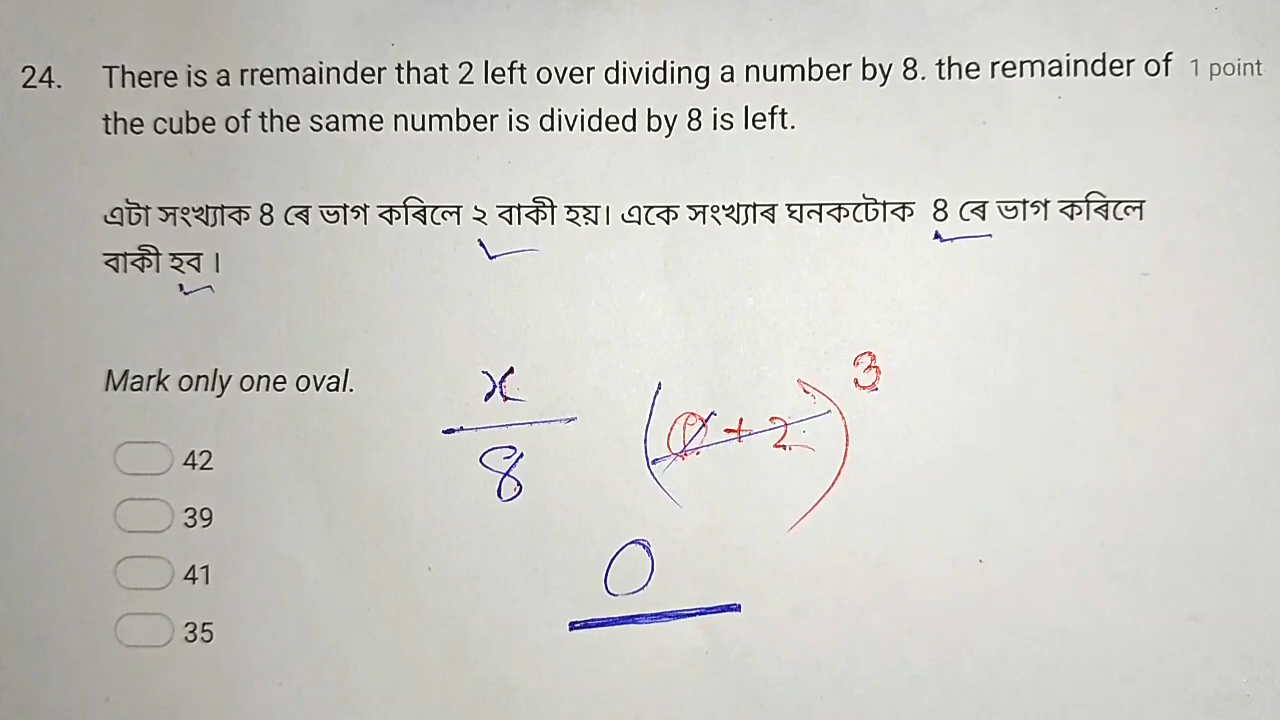 24. There is a rremainder that 2 left over dividing a number by 8. the remainder of 1 point
the cube of the same number is divided by 8 is left.
এটা সংখ্যাক 8 ৰে ভাগ কৰিলে ২ বাকী হয়। একে সংখ্যাৰ ঘনকটোক 8 ৰে ভাগ কৰিলে
বাকী হব।
Mark only one oval.
x
8
( + 2)3
0
42
39
41
35